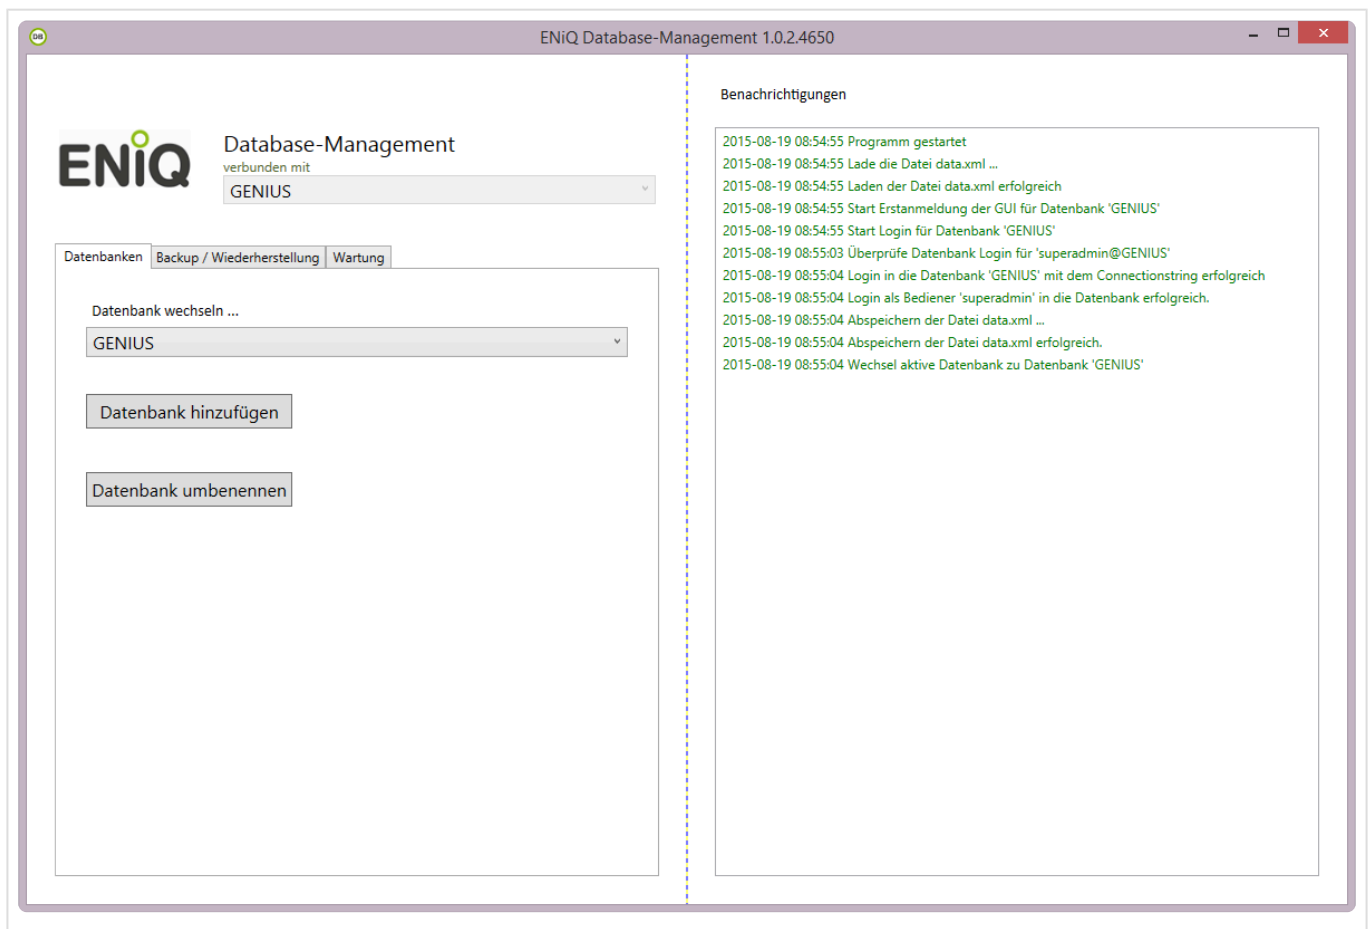 DB
ENiQ Database-Management 1.0.2.4650
ENiQ
Database-Management
verbunden mit
GENIUS
Datenbanken
Backup / Wiederherstellung
Wartung
Datenbank wechseln ...
GENIUS
Datenbank hinzufügen
Datenbank umbenennen
Benachrichtigungen
2015-08-19 08:54:55 Programm gestartet
2015-08-19 08:54:55 Lade die Datei data.xml ...
2015-08-19 08:54:55 Laden der Datei data.xml erfolgreich
2015-08-19 08:54:55 Start Erstanmeldung der GUI für Datenbank 'GENIUS'
2015-08-19 08:54:55 Start Login für Datenbank 'GENIUS'
2015-08-19 08:55:03 Überprüfe Datenbank Login für 'superadmin@GENIUS'
2015-08-19 08:55:04 Login in die Datenbank 'GENIUS' mit dem Connectionstring erfolgreich
2015-08-19 08:55:04 Login als Bediener 'superadmin' in die Datenbank erfolgreich.
2015-08-19 08:55:04 Abspeichern der Datei data.xml ...
2015-08-19 08:55:04 Abspeichern der Datei data.xml erfolgreich.
2015-08-19 08:55:04 Wechsel aktive Datenbank zu Datenbank 'GENIUS'